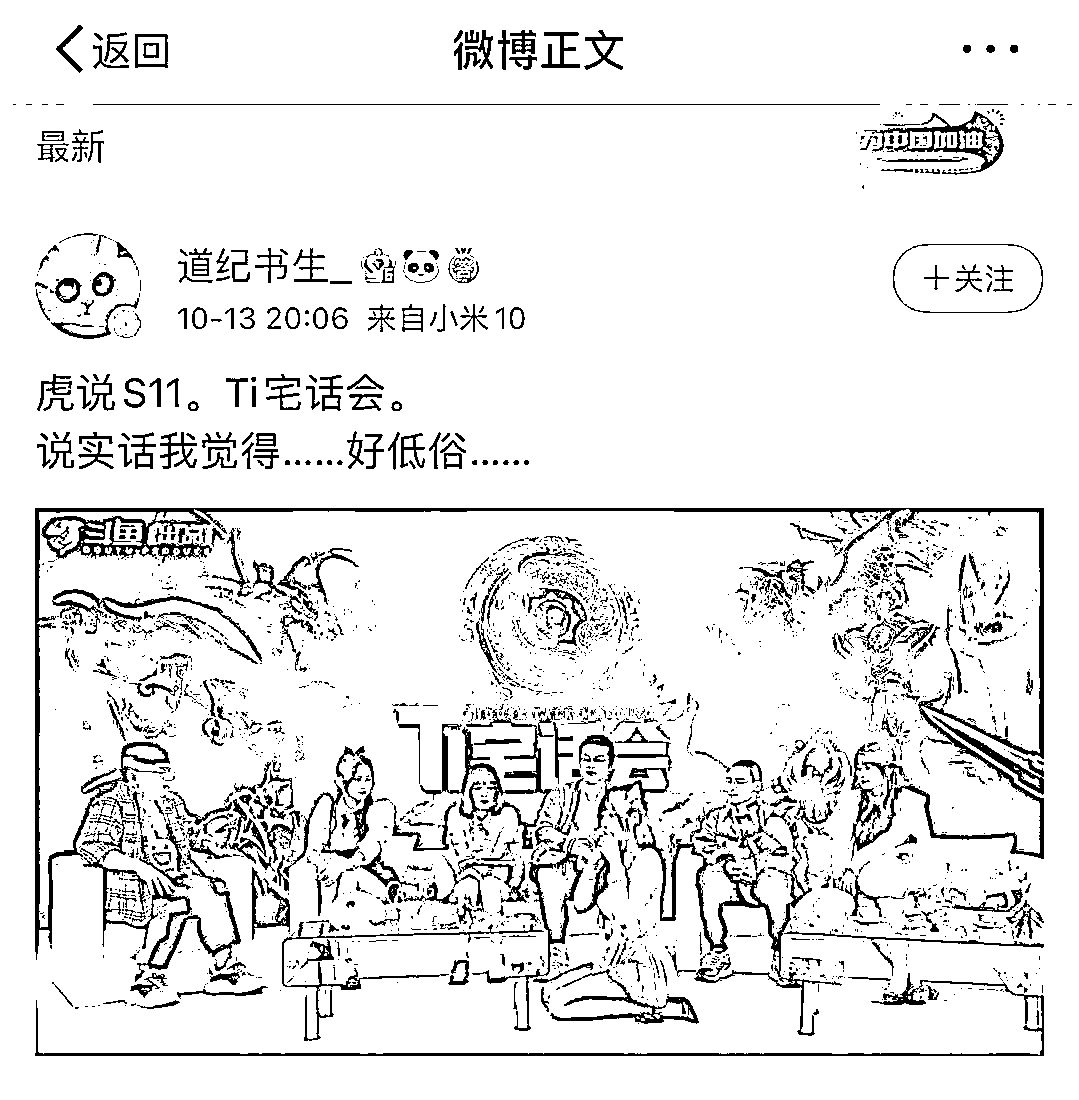 返回
微博正文
最新
为中国加油
道纪书生_
+关注
10-13 20:06 来自小米10
虎说S11。Ti宅话会。
说实话我觉得……好低俗……
斗鱼 出品
Ti宅话会